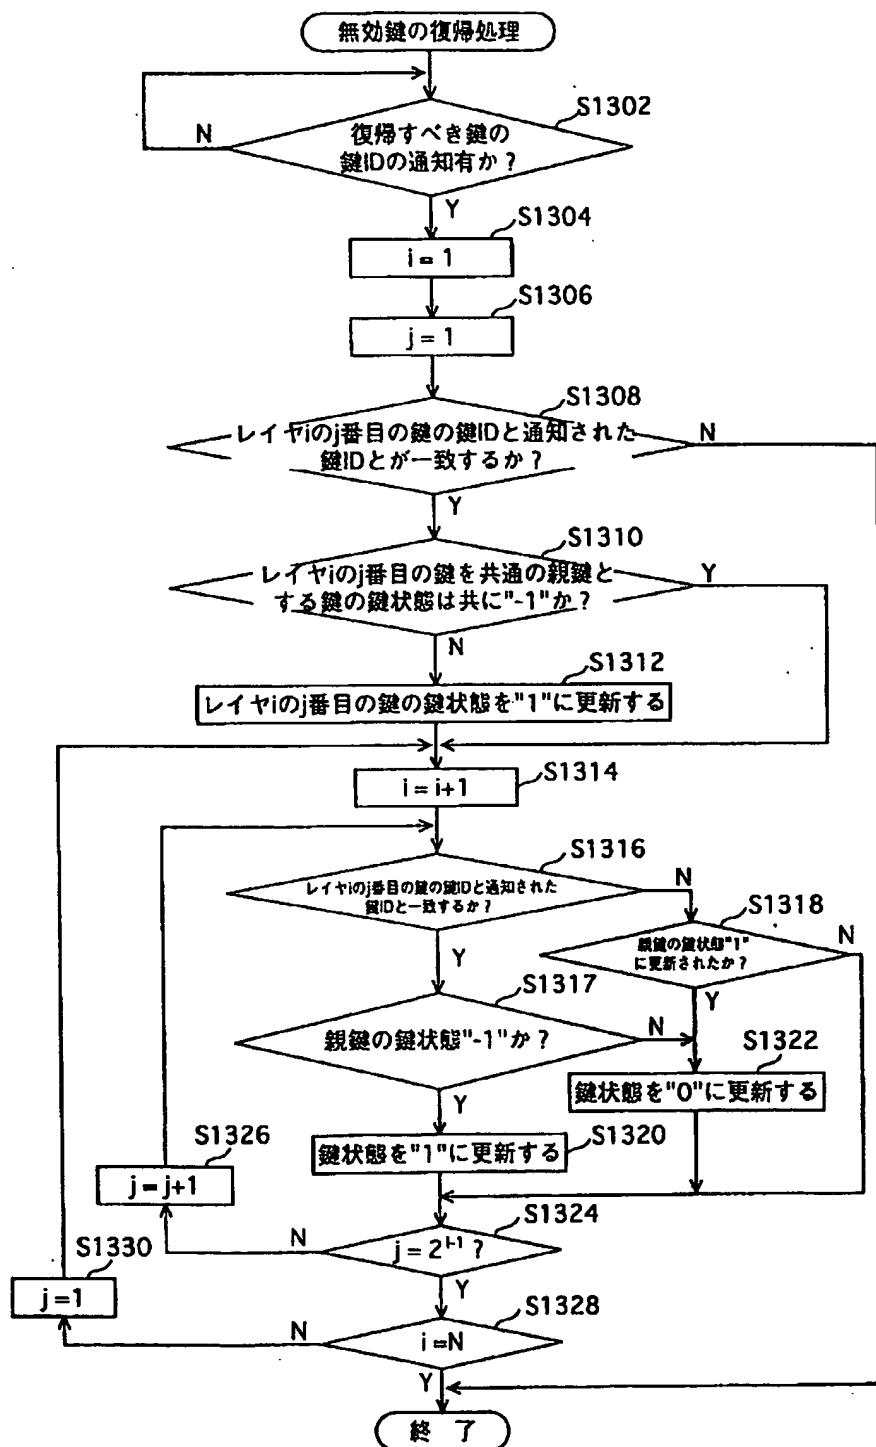 無効鍵の復帰処理
S1302
N
復帰すべき鍵の
鍵IDの通知有か?
Y
S1304
i = 1
S1306
j = 1
S1308
レイヤiのj番目の鍵の鍵IDと通知された
鍵IDとが一致するか?
N
Y
S1310
レイヤiのj番目の鍵を共通の親鍵と
する鍵の鍵状態は共に"-1"か?
Y
N
S1312
レイヤiのj番目の鍵の鍵状態を"1"に更新する
S1314
i = i+1
S1316
レイヤiのj番目の鍵の鍵IDと通知された
鍵IDと一致するか?
N
S1318
親鍵の鍵状態"1"
に更新されたか?
N
Y
Y
S1317
親鍵の鍵状態"-1"か?
N
S1322
鍵状態を"0"に更新する
Y
S1320
鍵状態を"1"に更新する
S1326
j = j+1
S1324
j = 2^{i-1} ?
N
Y
S1330
j = 1
S1328
i = N
N
Y
終 了